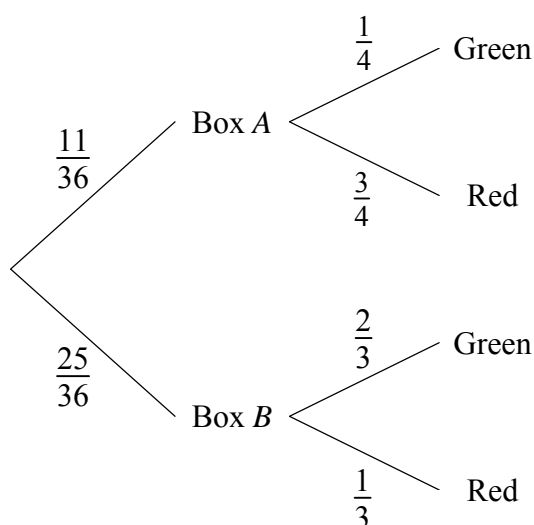 1/4 Green
11/36 Box A
3/4 Red
2/3 Green
25/36 Box B
1/3 Red